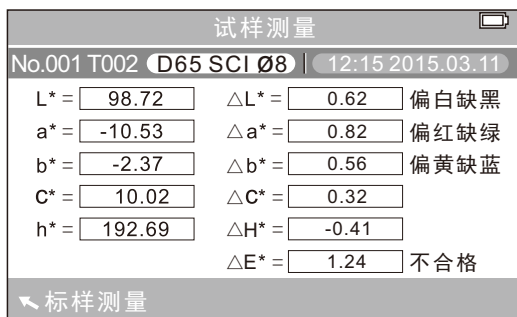 试样测量
No.001 T002 D65 SCI Ø8 12:15 2015.03.11
L* = 98.72 △L* = 0.62 偏白缺黑
a* = -10.53 △a* = 0.82 偏红缺绿
b* = -2.37 △b* = 0.56 偏黄缺蓝
C* = 10.02 △C* = 0.32
h* = 192.69 △H* = -0.41
△E* = 1.24 不合格
标样测量